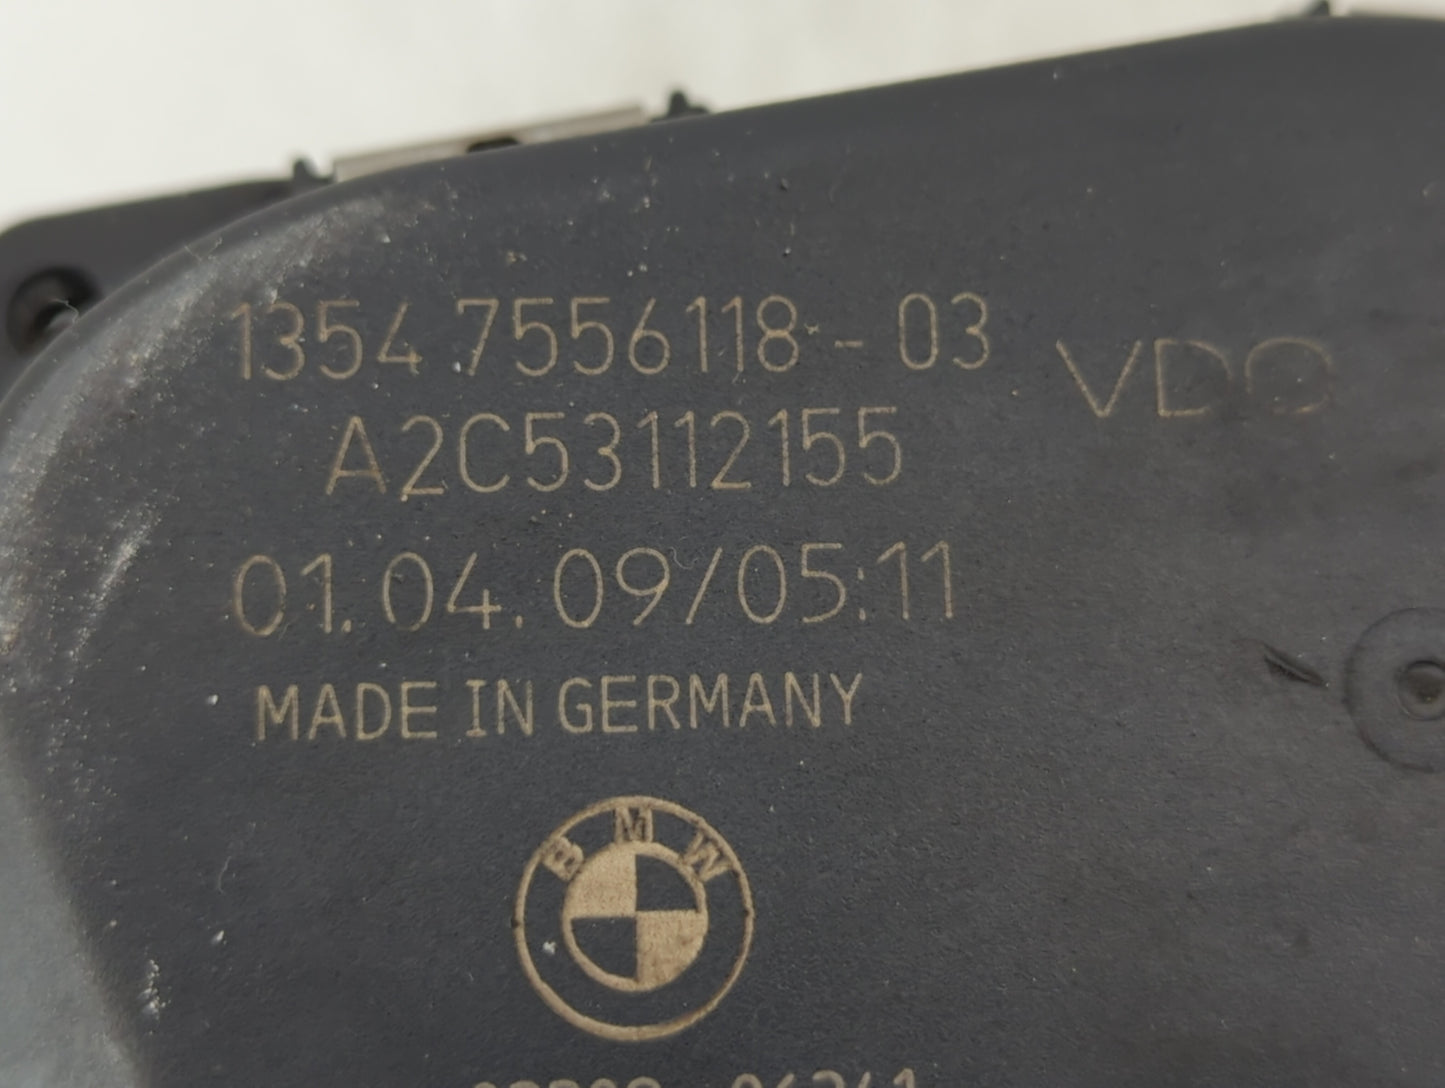 1354 7556118 - 03
VDO
A2C53112155
01.04.09/05:11
MADE IN GERMANY
BMW